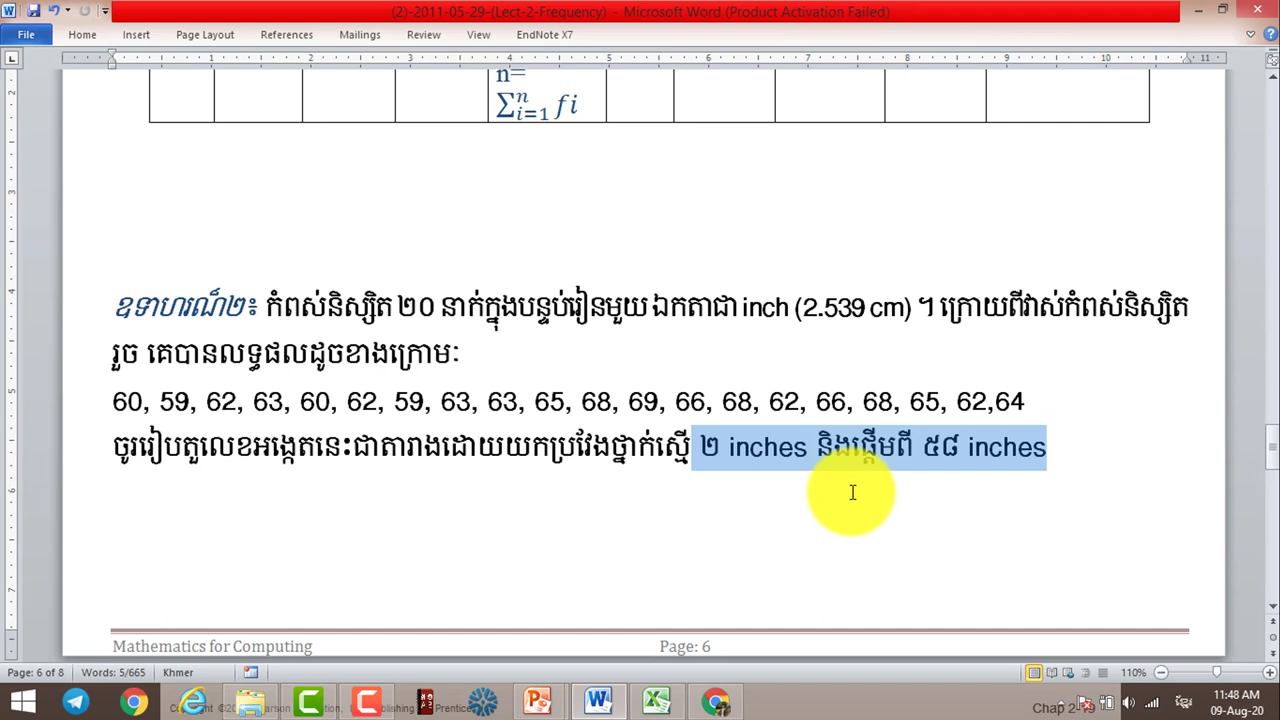 (2)-2011-05-29-(Lect-2-Frequency) - Microsoft Word (Product Activation Failed)
File Home Insert Page Layout References Mailings Review View EndNote X7
n=
∑ⁿᵢ₌₁ fi
ឧទាហរណ៏២៖ កំពស់និស្សិត ២០ នាក់ក្នុងបន្ទប់រៀនមួយ ឯកតាជា inch (2.539 cm) ។ ក្រោយពីវាស់កំពស់និស្សិត
រួច គេបានលទ្ធផលដូចខាងក្រោមៈ
60, 59, 62, 63, 60, 62, 59, 63, 63, 65, 68, 69, 66, 68, 62, 66, 68, 65, 62,64
ចូររៀបតួលេខអង្កេតនេះជាតារាងដោយយកប្រវែងថ្នាក់ស្មើ ២ inches និងផ្តើមពី ៥៨ inches
Mathematics for Computing Page: 6
Page: 6 of 8 Words: 5/665 Khmer 110%
11:48 AM
09-Aug-20